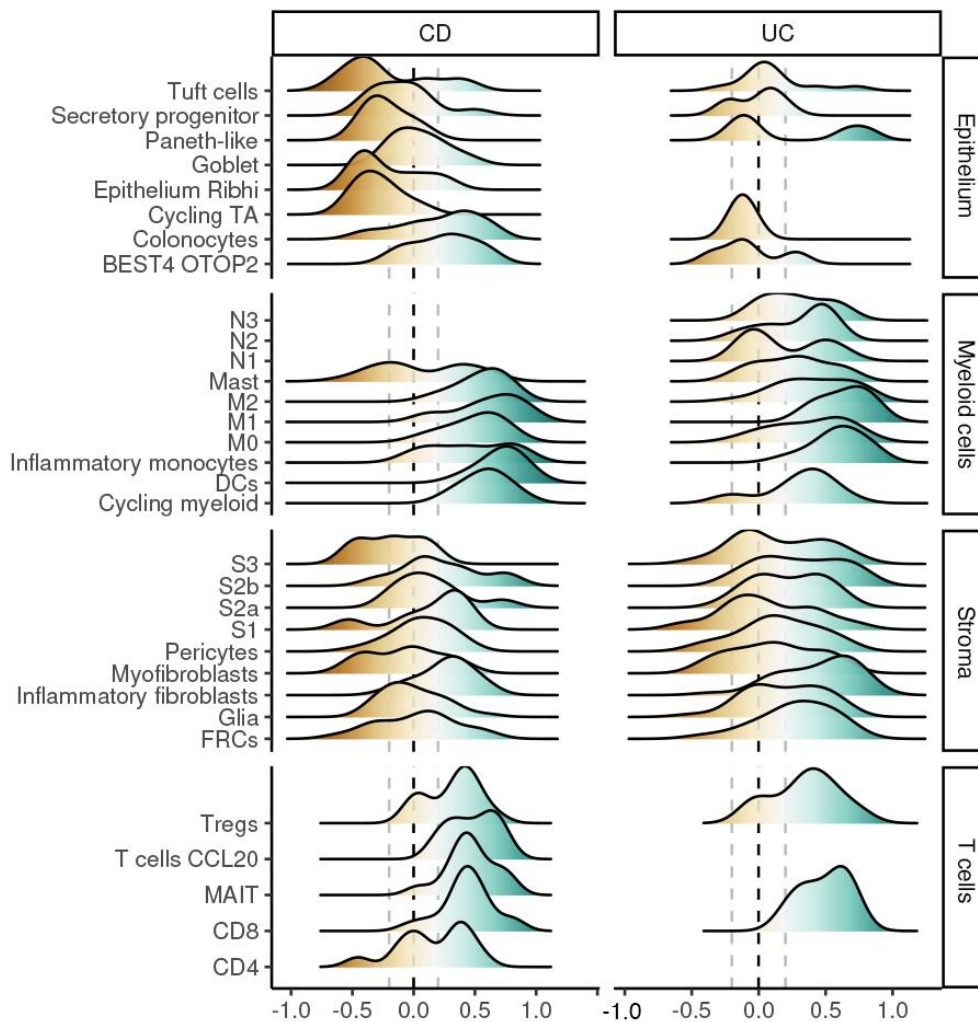 CD
UC
Tuft cells
Secretory progenitor
Paneth-like
Goblet
Epithelium Ribhi
Cycling TA
Colonocytes
BEST4 OTOP2
Epithelium
N3
N2
N1
Mast
M2
M1
M0
Inflammatory monocytes
DCs
Cycling myeloid
Myeloid cells
S3
S2b
S2a
S1
Pericytes
Myofibroblasts
Inflammatory fibroblasts
Glia
FRCs
Stroma
Tregs
T cells CCL20
MAIT
CD8
CD4
T cells
-1.0 -0.5 0.0 0.5 1.0
-1.0 -0.5 0.0 0.5 1.0